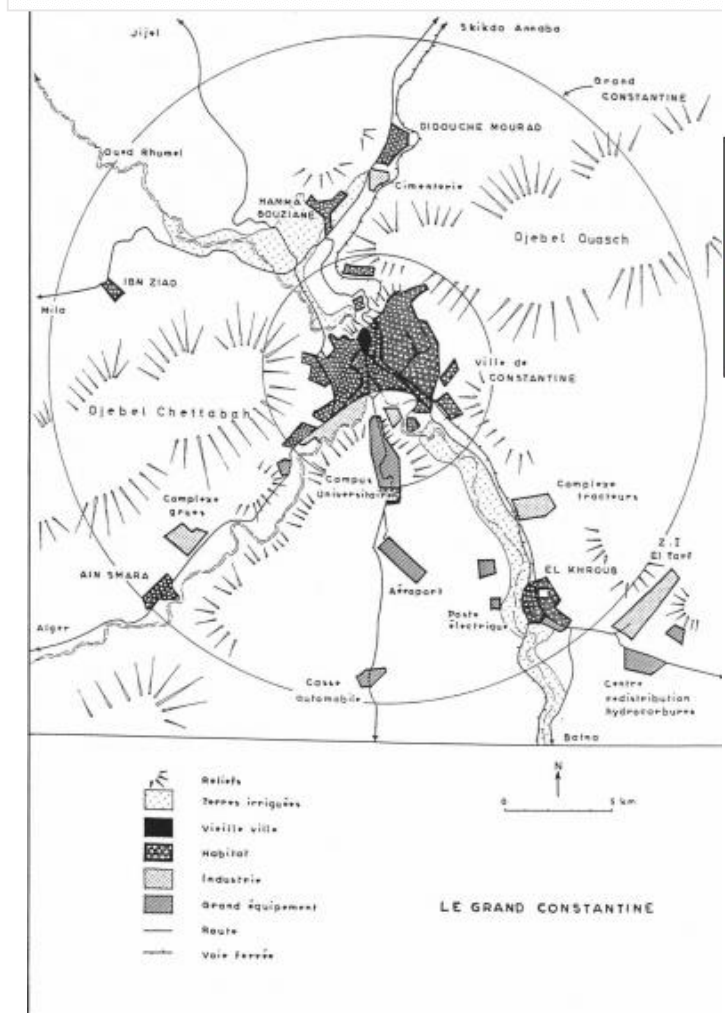 Jijel
Skikda Annaba
Grand
CONSTANTINE
DIDOUCHE MOURAD
Oued Rhumel
Cimenterie
HAMMA
BOUZIANE
Djebel Ouasch
IBN ZIAD
Mila
Ville de
CONSTANTINE
Djebel Chettabah
Campus
Universitaire
Complexe
grues
Complexe
tracteurs
Z.I
El Tarf
AIN SMARA
EL KHROUB
Aéroport
Poste
électrique
Alger
Casse
automobile
Centre
redistribution
hydrocarbures
Batna
Reliefs
Terres irriguées
Vieille ville
Habitat
Industrie
Grand équipement
Route
Voie ferrée
N
0 5 km
LE GRAND CONSTANTINE